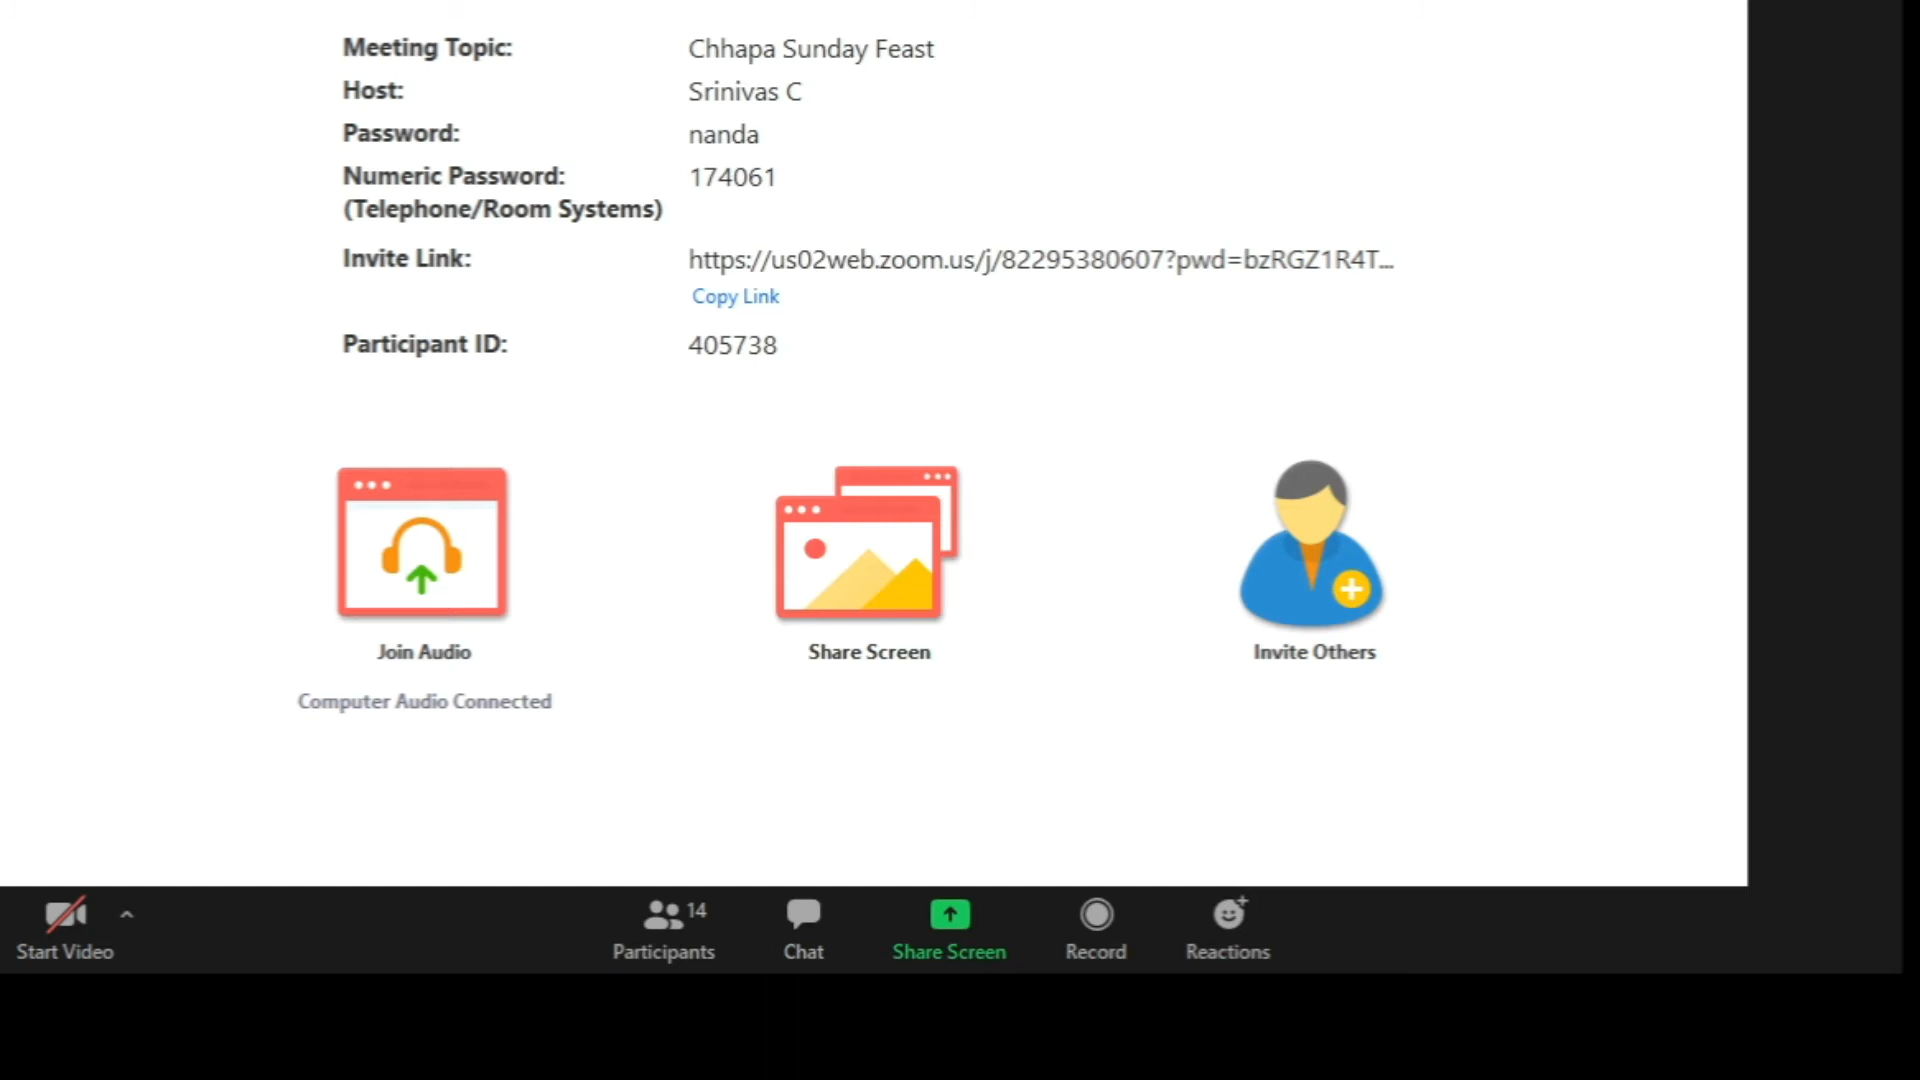 Meeting Topic: Chhapa Sunday Feast
Host: Srinivas C
Password: nanda
Numeric Password: 174061
(Telephone/Room Systems)
Invite Link: https://us02web.zoom.us/j/82295380607?pwd=bzRGZ1R4T...
Copy Link
Participant ID: 405738
Join Audio Share Screen Invite Others
Computer Audio Connected
14
Start Video Participants Chat Share Screen Record Reactions